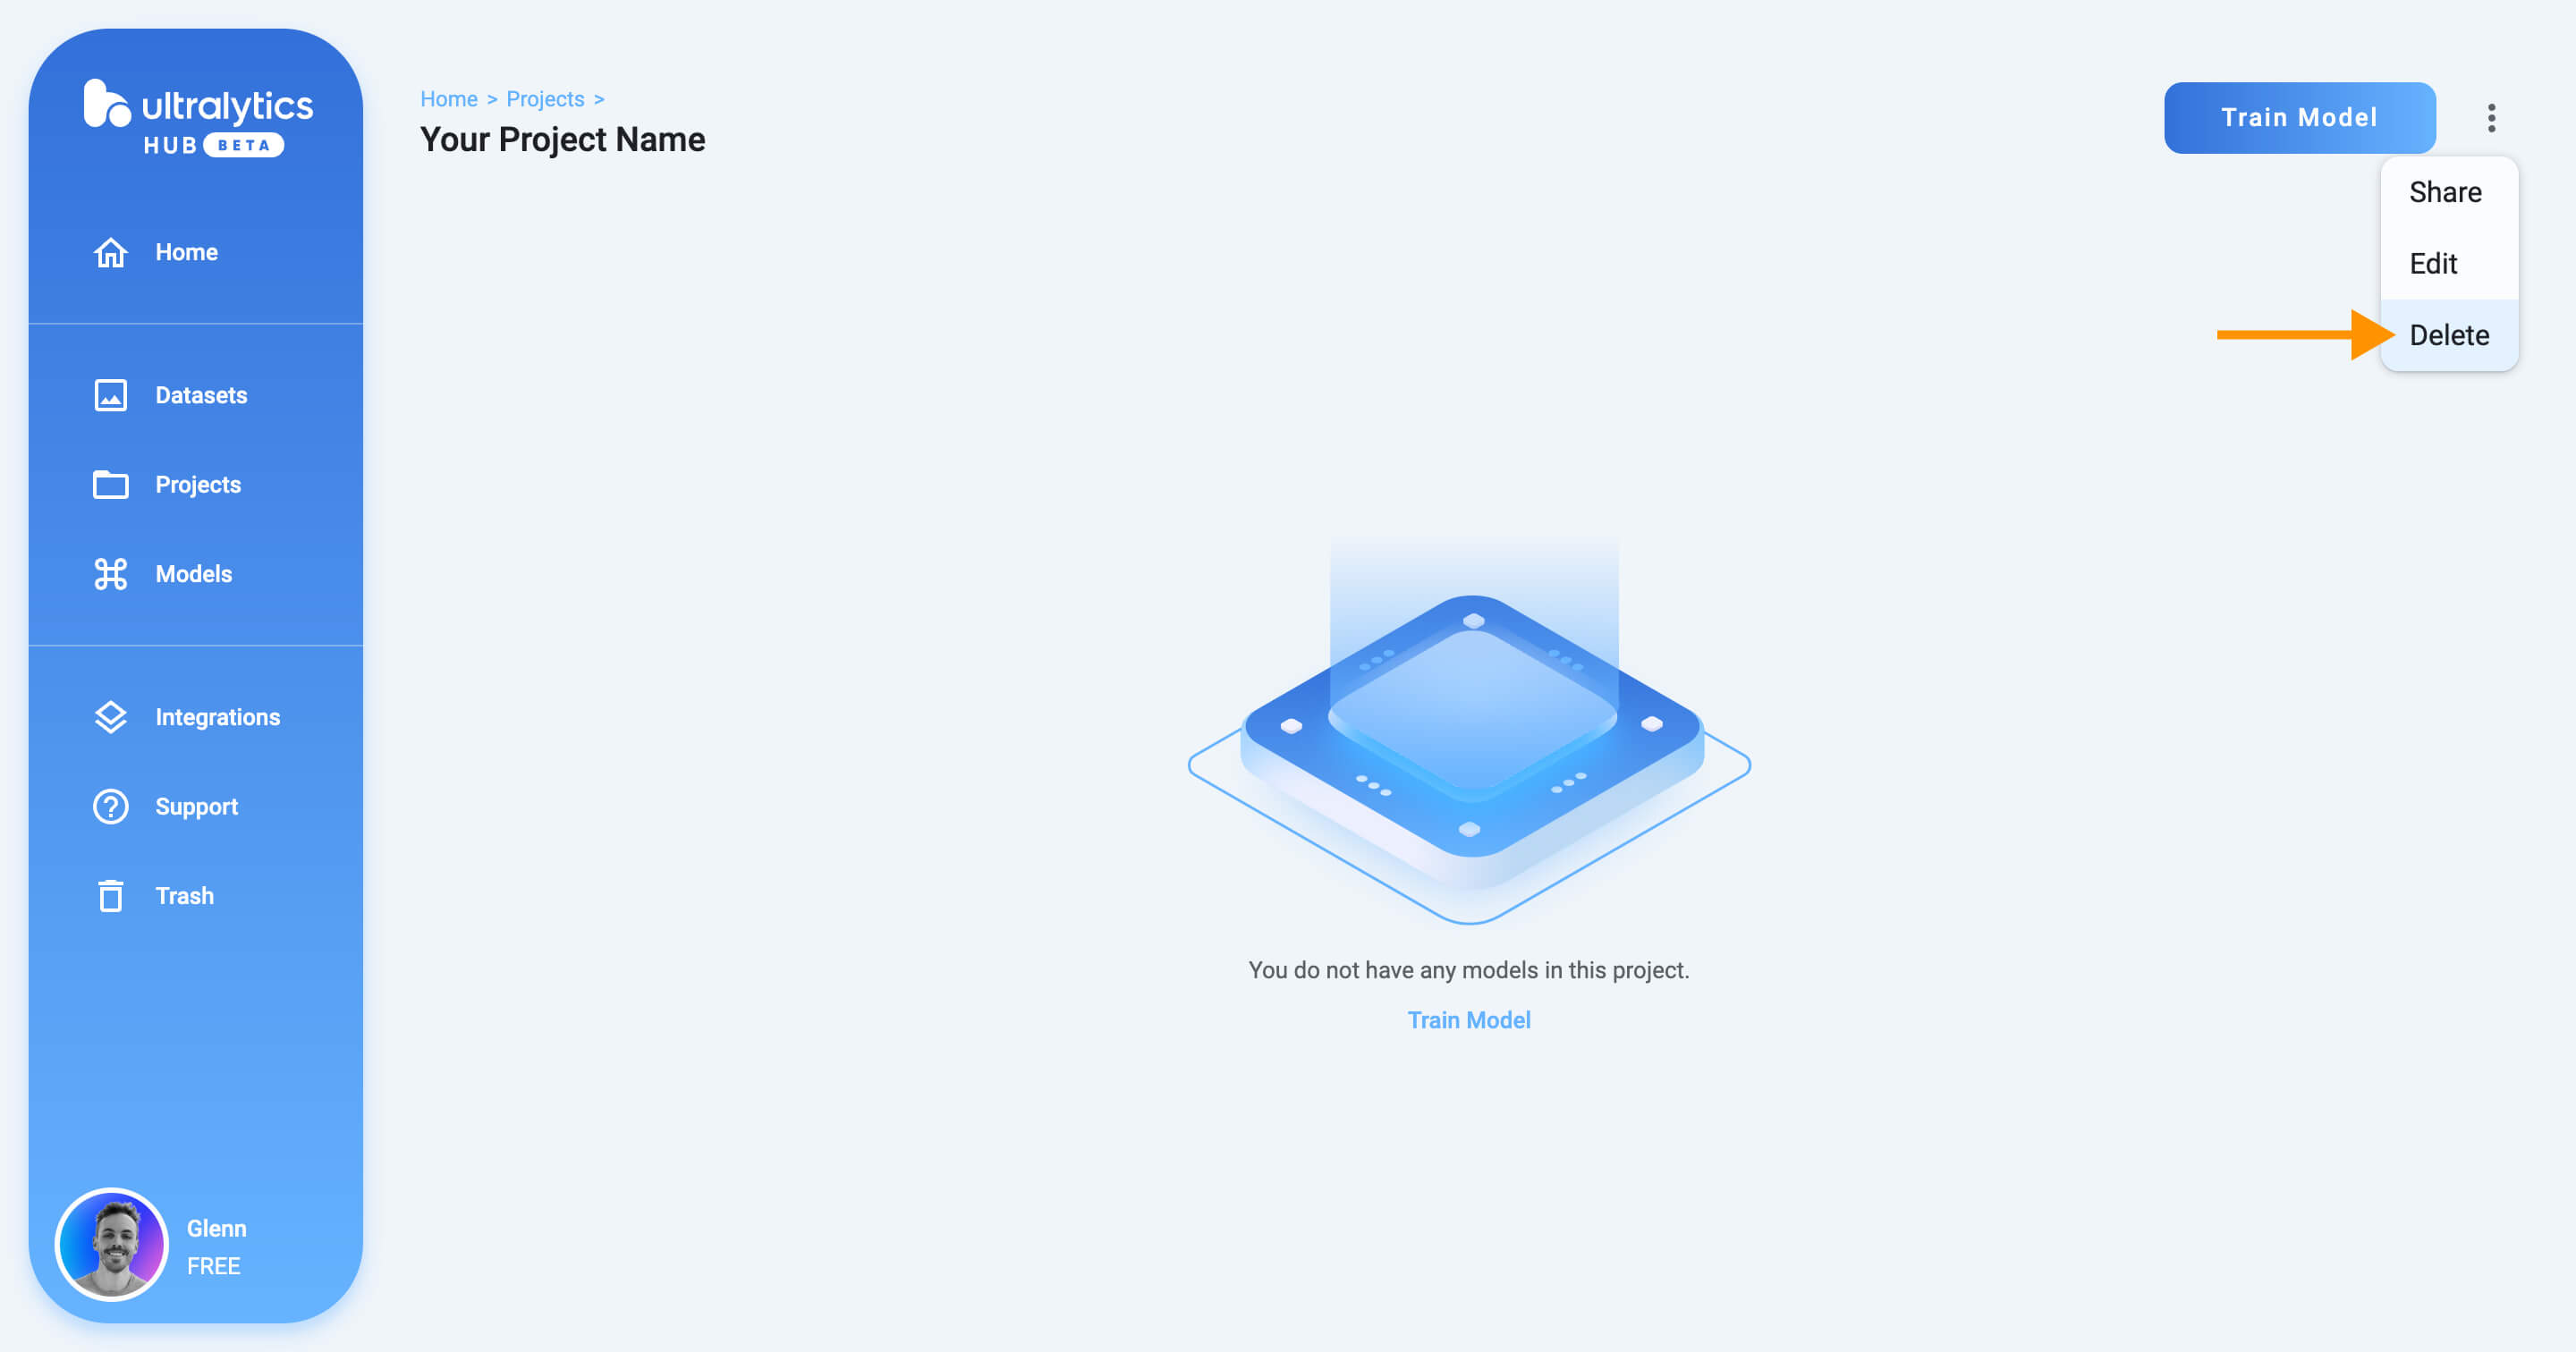 ultralytics
HUB BETA
Home
Datasets
Projects
Models
Integrations
Support
Trash
Glenn
FREE
Home > Projects >
Your Project Name
Train Model
Share
Edit
Delete
You do not have any models in this project.
Train Model